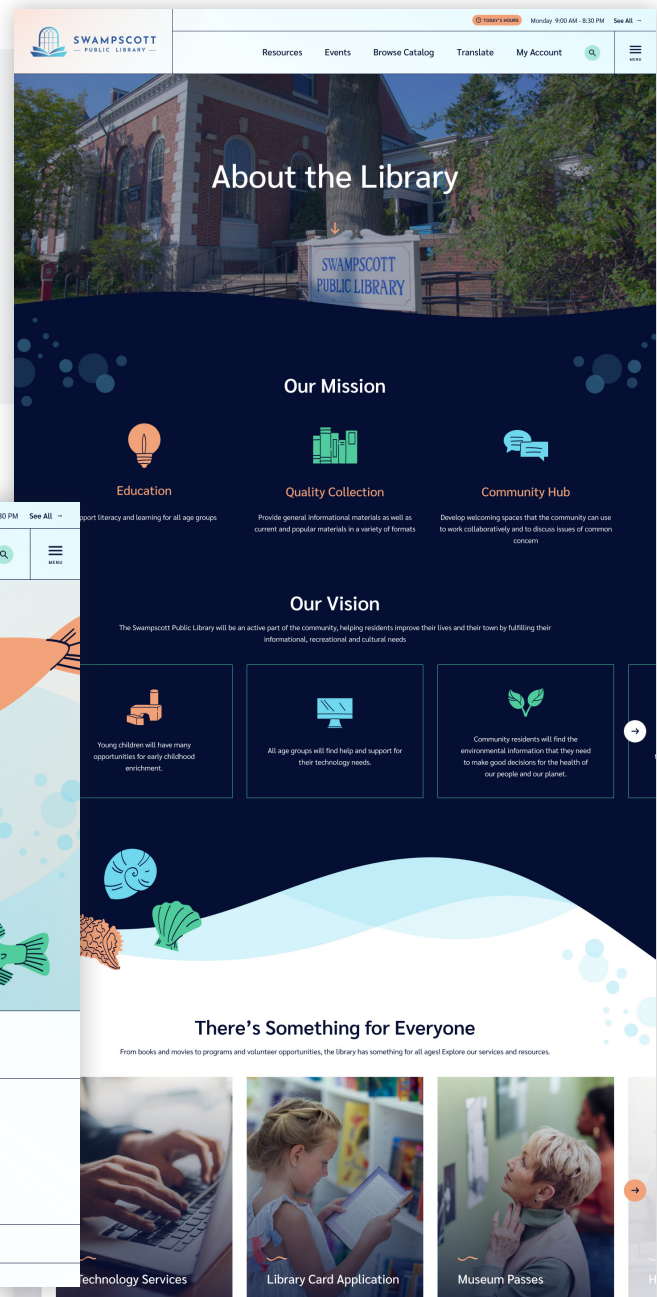 TODAY'S HOURS Monday 9:00 AM - 8:30 PM See All →
SWAMPSCOTT
— PUBLIC LIBRARY —
Resources Events Browse Catalog Translate My Account
MENU
About the Library
SWAMPSCOTT
PUBLIC LIBRARY
Our Mission
Education
Quality Collection
Community Hub
literacy and learning for all age groups
Provide general informational materials as well as
current and popular materials in a variety of formats
Develop welcoming spaces that the community can use
to work collaboratively and to discuss issues of common
concern
PM See All →
MENU
Our Vision
The Swampscott Public Library will be an active part of the community, helping residents improve their lives and their town by fulfilling their
informational, recreational and cultural needs
Young children will have many
opportunities for early childhood
enrichment.
All age groups will find help and support for
their technology needs.
Community residents will find the
environmental information that they need
to make good decisions for the health of
our people and our planet.
There's Something for Everyone
From books and movies to programs and volunteer opportunities, the library has something for all ages! Explore our services and resources.
Technology Services
Library Card Application
Museum Passes